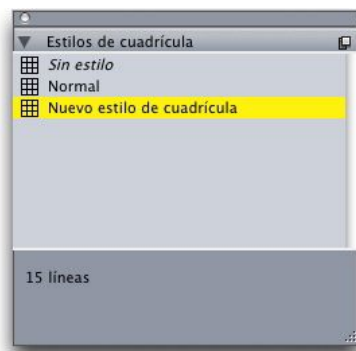 Estilos de cuadrícula
Sin estilo
Normal
Nuevo estilo de cuadrícula
15 líneas